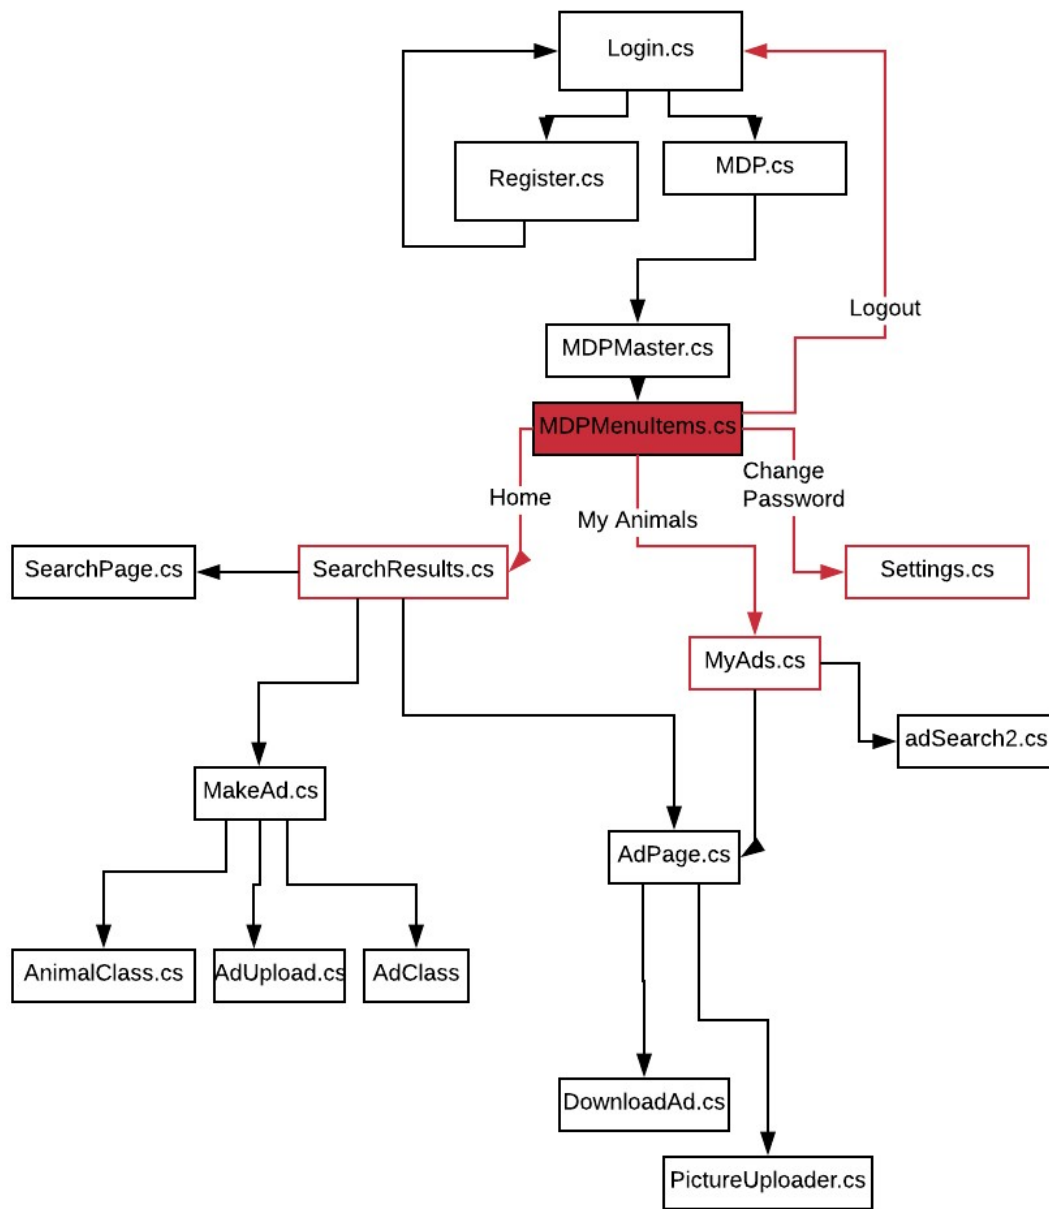 Login.cs
Register.cs
MDP.cs
Logout
MDPMaster.cs
MDPMenuItems.cs
Change
Password
Home
My Animals
SearchPage.cs
SearchResults.cs
Settings.cs
MyAds.cs
adSearch2.cs
MakeAd.cs
AdPage.cs
AnimalClass.cs
AdUpload.cs
AdClass
DownloadAd.cs
PictureUploader.cs